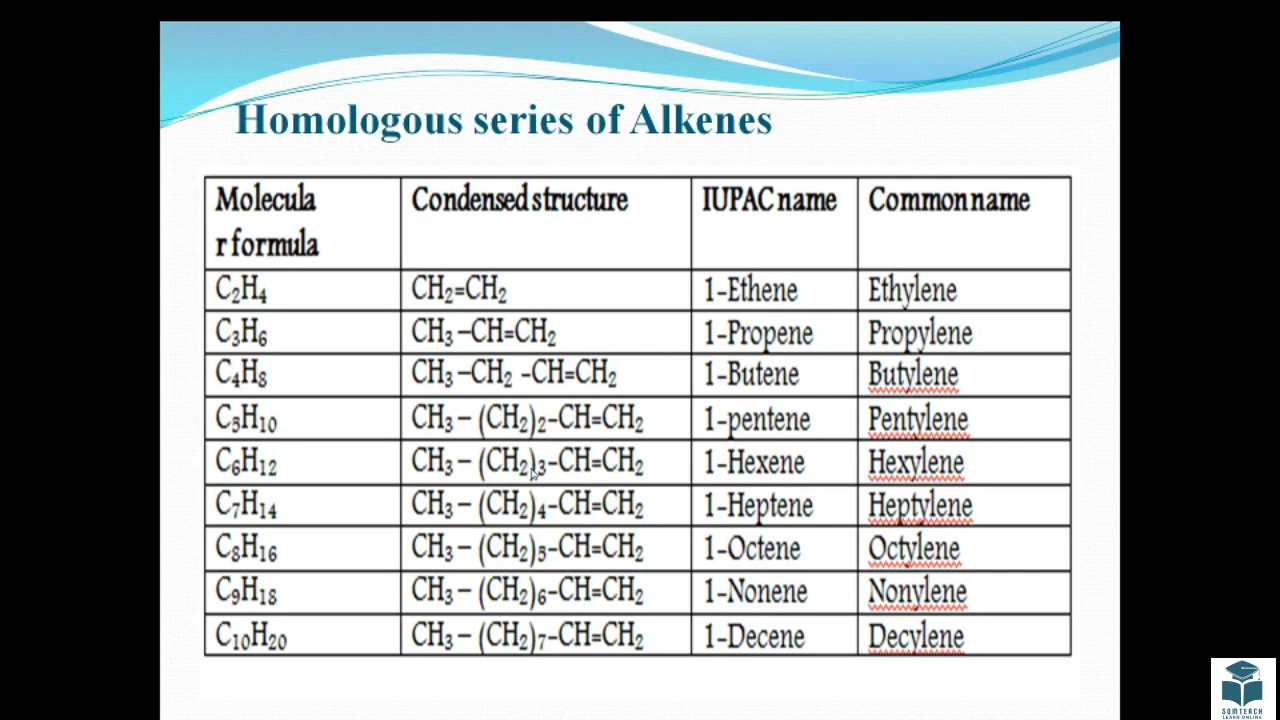 Homologous series of Alkenes
Molecula
r formula
Condensed structure
IUPAC name
Common name
C₂H₄ CH₂=CH₂ 1-Ethene Ethylene
C₃H₆ CH₃ –CH=CH₂ 1-Propene Propylene
C₄H₈ CH₃ –CH₂ -CH=CH₂ 1-Butene Butylene
C₅H₁₀ CH₃ – (CH₂)₂-CH=CH₂ 1-pentene Pentylene
C₆H₁₂ CH₃ – (CH₂)₃-CH=CH₂ 1-Hexene Hexylene
C₇H₁₄ CH₃ – (CH₂)₄-CH=CH₂ 1-Heptene Heptylene
C₈H₁₆ CH₃ – (CH₂)₅-CH=CH₂ 1-Octene Octylene
C₉H₁₈ CH₃ – (CH₂)₆-CH=CH₂ 1-Nonene Nonylene
C₁₀H₂₀ CH₃ – (CH₂)₇-CH=CH₂ 1-Decene Decylene
SOMTEACH
LEARN ONLINE